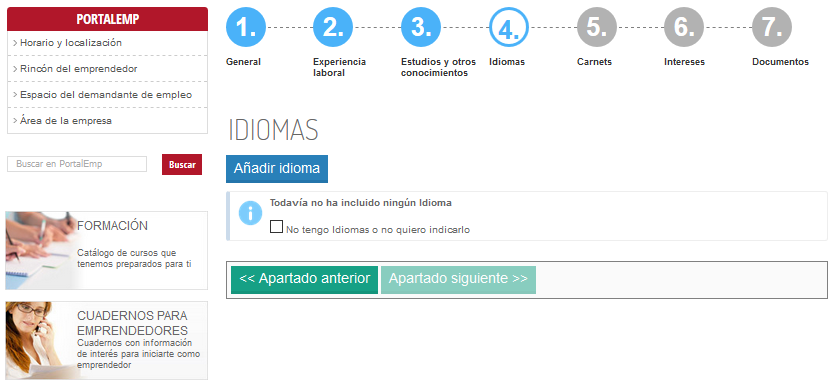 PORTALEMP
> Horario y localización
> Rincón del emprendedor
> Espacio del demandante de empleo
> Área de la empresa
Buscar en PortalEmp
Buscar
FORMACIÓN
Catálogo de cursos que
tenemos preparados para ti
CUADERNOS PARA
EMPRENDEDORES
Cuadernos con información
de interés para iniciarte como
emprendedor
1.
General
2.
Experiencia
laboral
3.
Estudios y otros
conocimientos
4.
Idiomas
5.
Carnets
6.
Intereses
7.
Documentos
IDIOMAS
Añadir idioma
i
Todavía no ha incluido ningún Idioma
No tengo Idiomas o no quiero indicarlo
<< Apartado anterior
Apartado siguiente >>